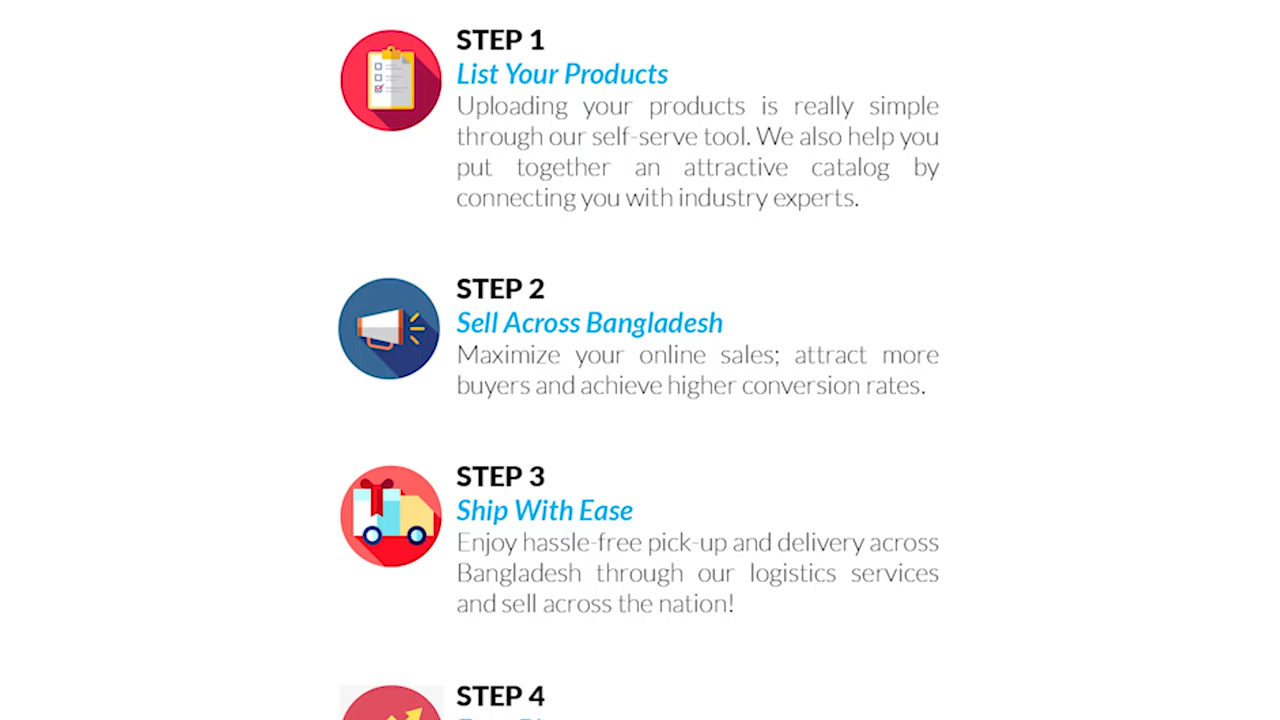 STEP 1
List Your Products
Uploading your products is really simple
through our self-serve tool. We also help you
put together an attractive catalog by
connecting you with industry experts.
STEP 2
Sell Across Bangladesh
Maximize your online sales; attract more
buyers and achieve higher conversion rates.
STEP 3
Ship With Ease
Enjoy hassle-free pick-up and delivery across
Bangladesh through our logistics services
and sell across the nation!
STEP 4